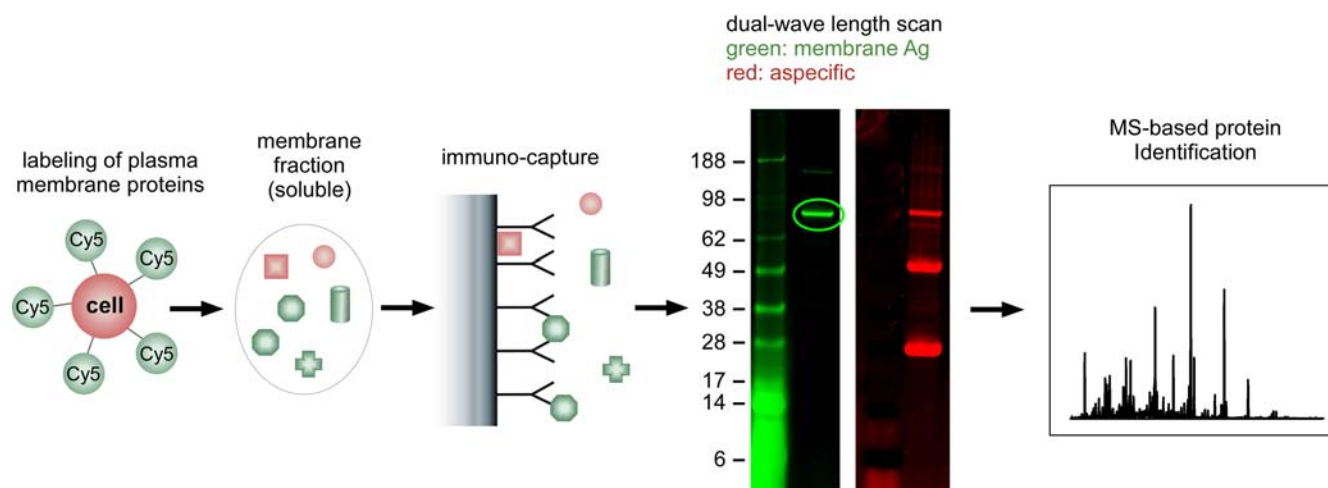 labeling of plasma
membrane proteins
Cy5
Cy5
Cy5
Cy5
Cy5
cell
membrane
fraction
(soluble)
immuno-capture
dual-wave length scan
green: membrane Ag
red: aspecific
188
98
62
49
38
28
17
14
6
MS-based protein
Identification